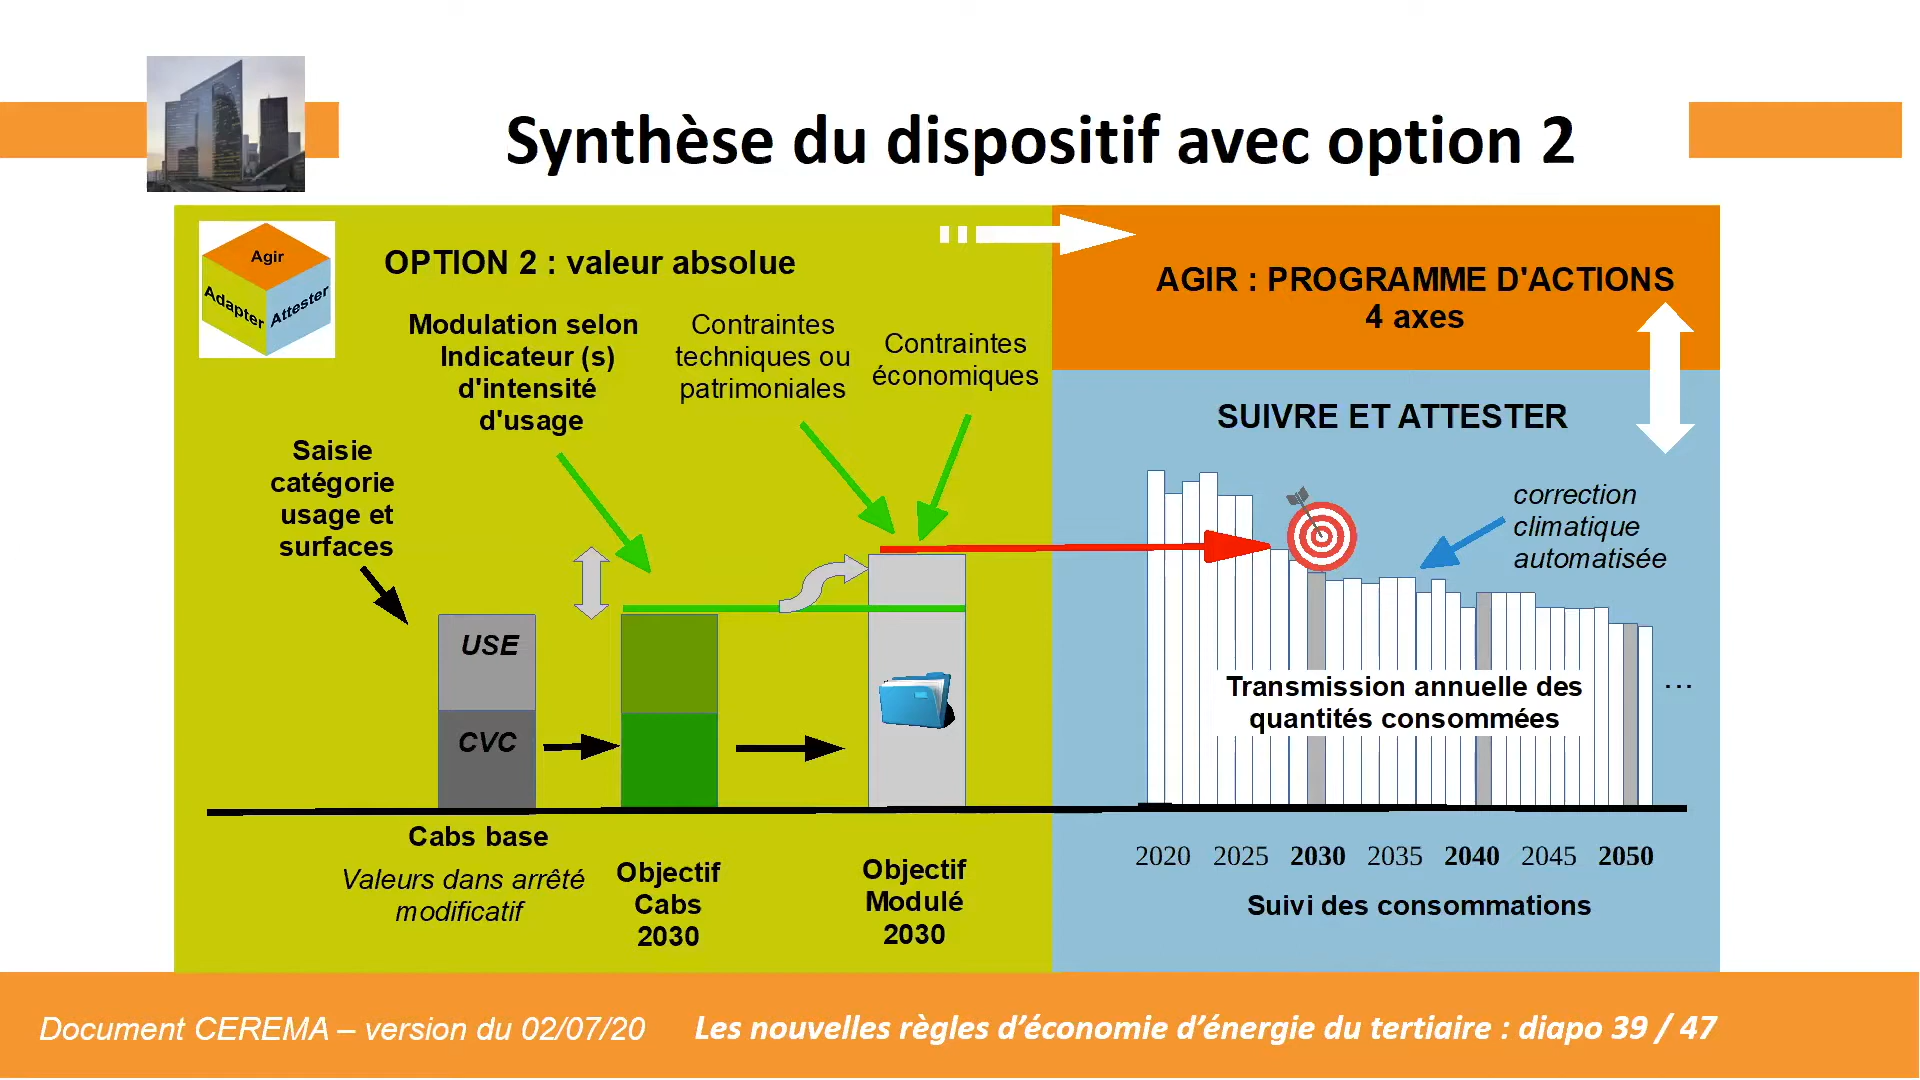 Synthèse du dispositif avec option 2
Agir
Adapter
Attester
OPTION 2 : valeur absolue
Modulation selon
Indicateur (s)
d'intensité
d'usage
Contraintes
techniques ou
patrimoniales
Contraintes
économiques
Saisie
catégorie
usage et
surfaces
USE
CVC
Cabs base
Valeurs dans arrêté
modificatif
Objectif
Cabs
2030
Objectif
Modulé
2030
AGIR : PROGRAMME D'ACTIONS
4 axes
SUIVRE ET ATTESTER
correction
climatique
automatisée
Transmission annuelle des
quantités consommées
...
2020 2025 2030 2035 2040 2045 2050
Suivi des consommations
Document CEREMA – version du 02/07/20
Les nouvelles règles d’économie d’énergie du tertiaire : diapo 39 / 47